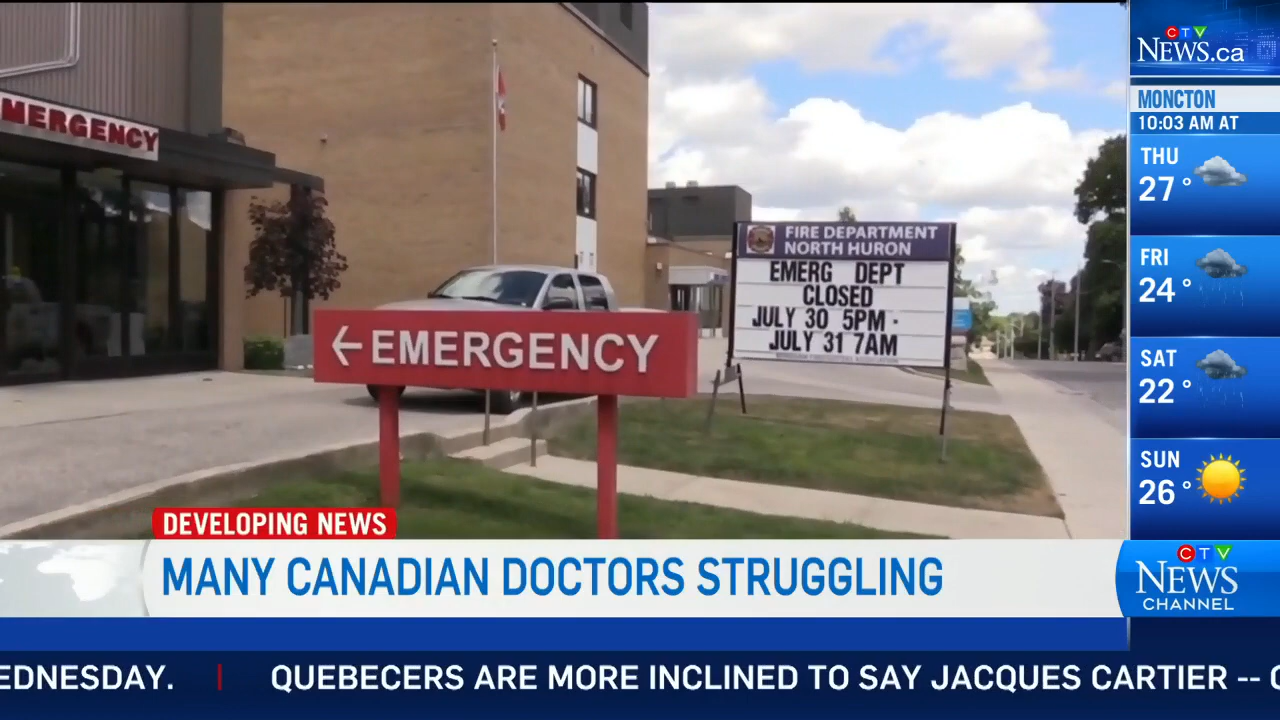 EMERGENCY
FIRE DEPARTMENT
NORTH HURON
EMERG DEPT
CLOSED
JULY 30 5PM -
JULY 31 7AM
←EMERGENCY
DEVELOPING NEWS
MANY CANADIAN DOCTORS STRUGGLING
EDNESDAY. | QUEBECERS ARE MORE INCLINED TO SAY JACQUES CARTIER --
CTV
NEWS.ca
MONCTON
10:03 AM AT
THU
27°
FRI
24°
SAT
22°
SUN
26°
CTV
NEWS
CHANNEL